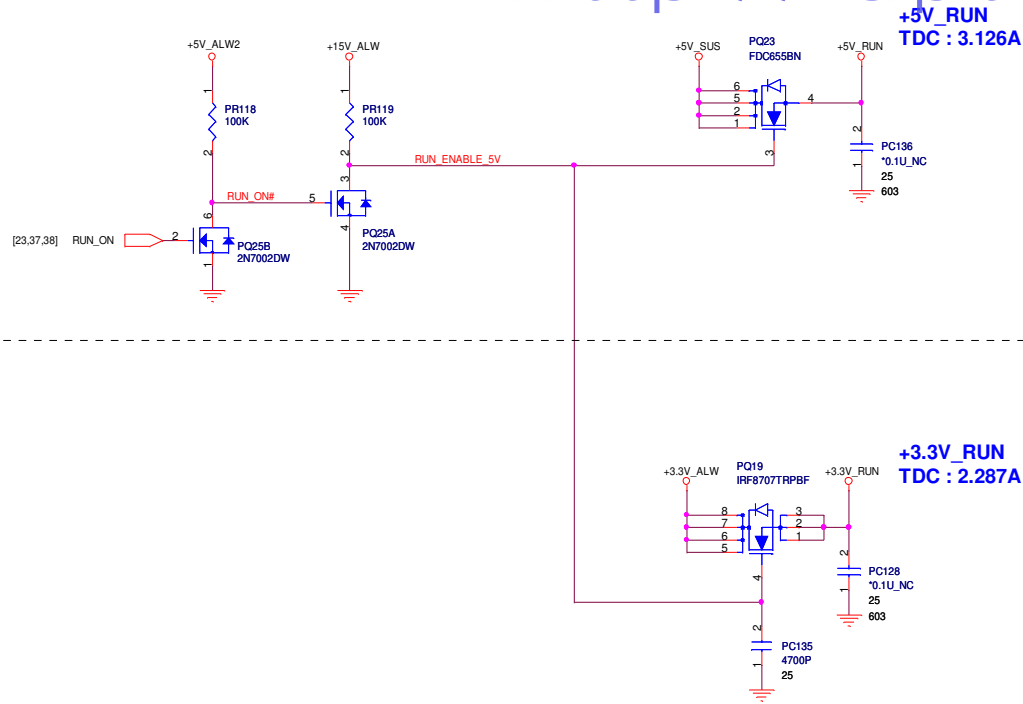 +5V_RUN
TDC : 3.126A
+5V_ALW2
+15V_ALW
+5V_SUS
PQ23
FDC655BN
+5V_RUN
1
PR118
100K
2
1
PR119
100K
2
6
5
2
1
4
3
2
PC136
*0.1U_NC
1
25
603
RUN_ENABLE_5V
RUN_ON#
5
3
4
PQ25A
2N7002DW
[23,37,38]
RUN_ON
2
6
1
PQ25B
2N7002DW
+3.3V_RUN
TDC : 2.287A
+3.3V_ALW
PQ19
IRF8707TRPBF
+3.3V_RUN
8
7
6
5
3
2
1
4
2
PC128
*0.1U_NC
1
25
603
2
PC135
4700P
1
25